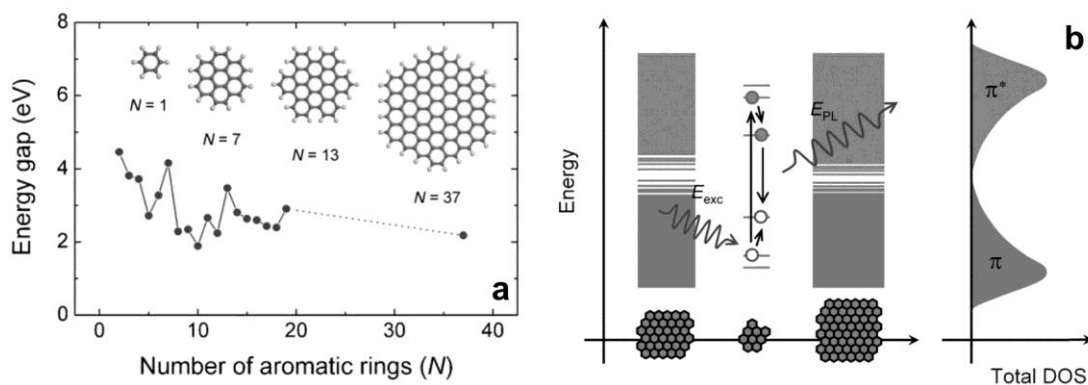 8
6
4
2
0
Energy gap (eV)
N = 1
N = 7
N = 13
N = 37
a
0
10
20
30
40
Number of aromatic rings (N)
b
Energy
E_exc
E_PL
π*
π
Total DOS